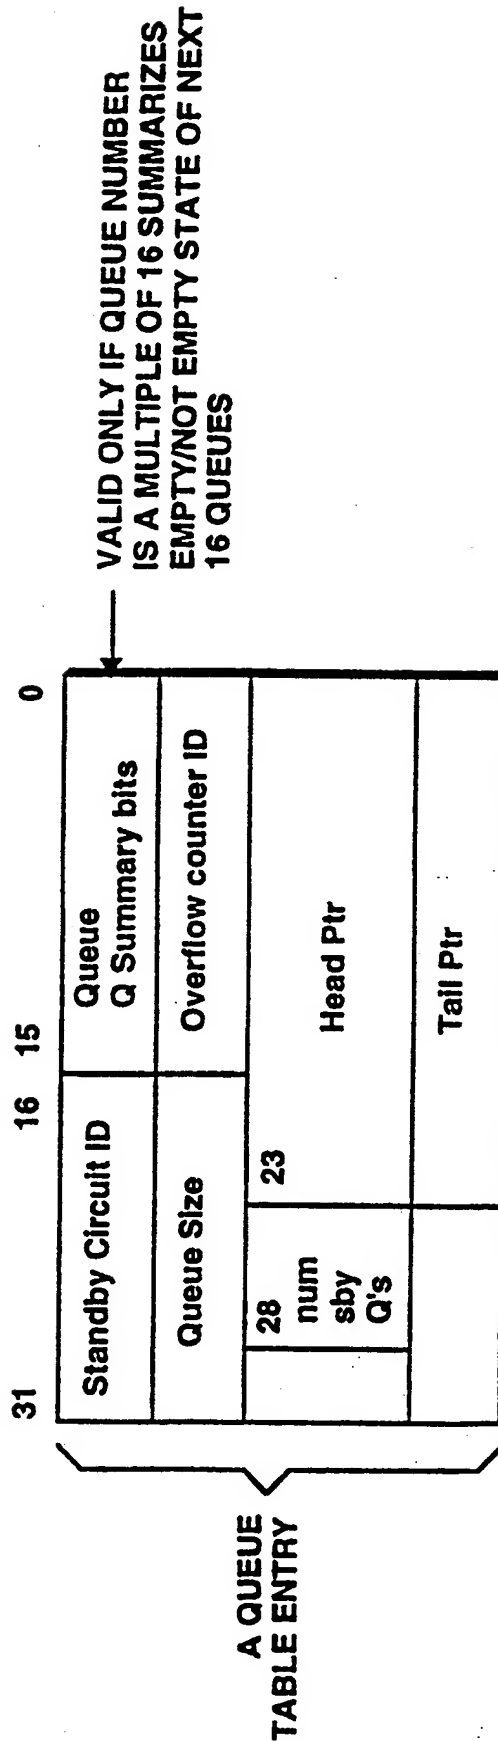 31
16
15
0
Standby Circuit ID
Queue
Q Summary bits
Queue Size
Overflow counter ID
28
num
sby
Q's
23
Head Ptr
Tail Ptr
A QUEUE
TABLE ENTRY
VALID ONLY IF QUEUE NUMBER
IS A MULTIPLE OF 16 SUMMARIZES
EMPTY/NOT EMPTY STATE OF NEXT
16 QUEUES